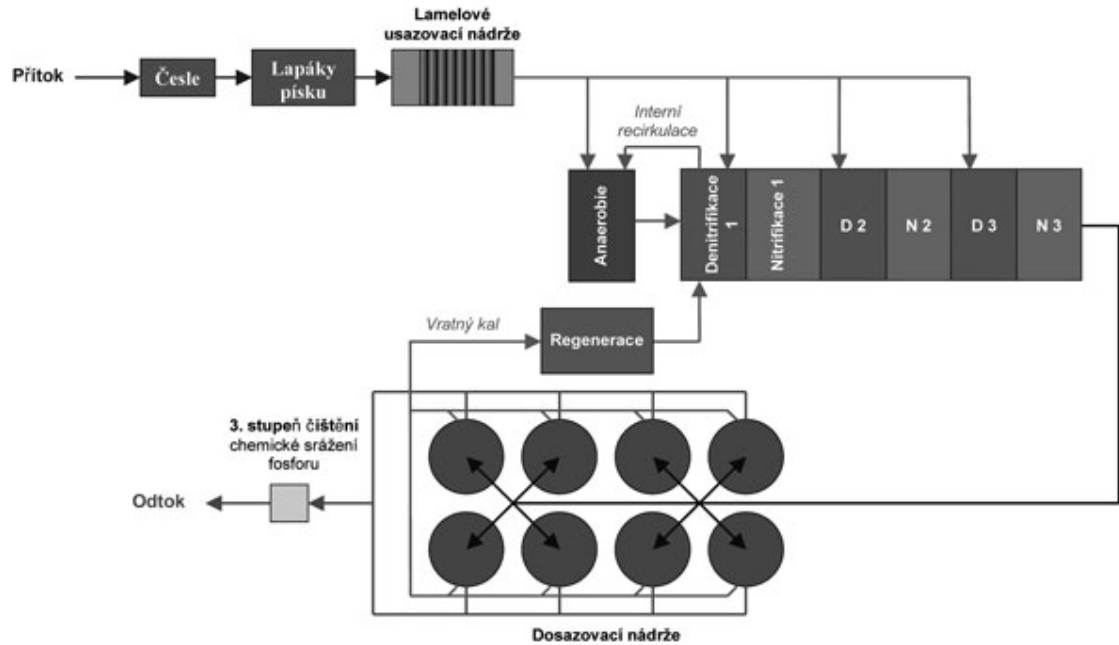 Lamelové
usazovací nádrže
Přítok
Česle
Lapáky
písku
Interní
recirkulace
Anaerobie
Denitrifikace
1
Nitrifikace 1
D 2
N 2
D 3
N 3
Vratný kal
Regenerace
3. stupeň čištění
chemické srážení
fosforu
Odtok
Dosazovací nádrže